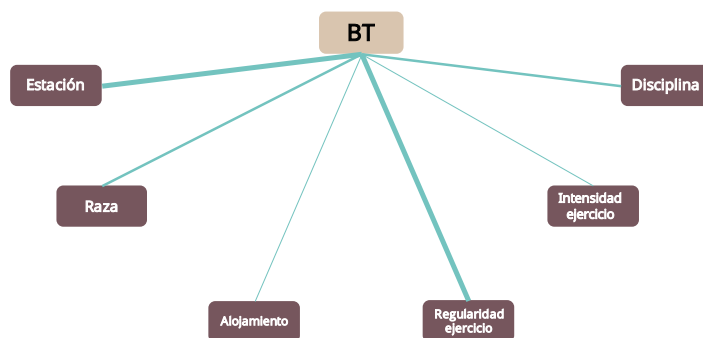 BT
Estación
Disciplina
Raza
Intensidad
ejercicio
Alojamiento
Regularidad
ejercicio